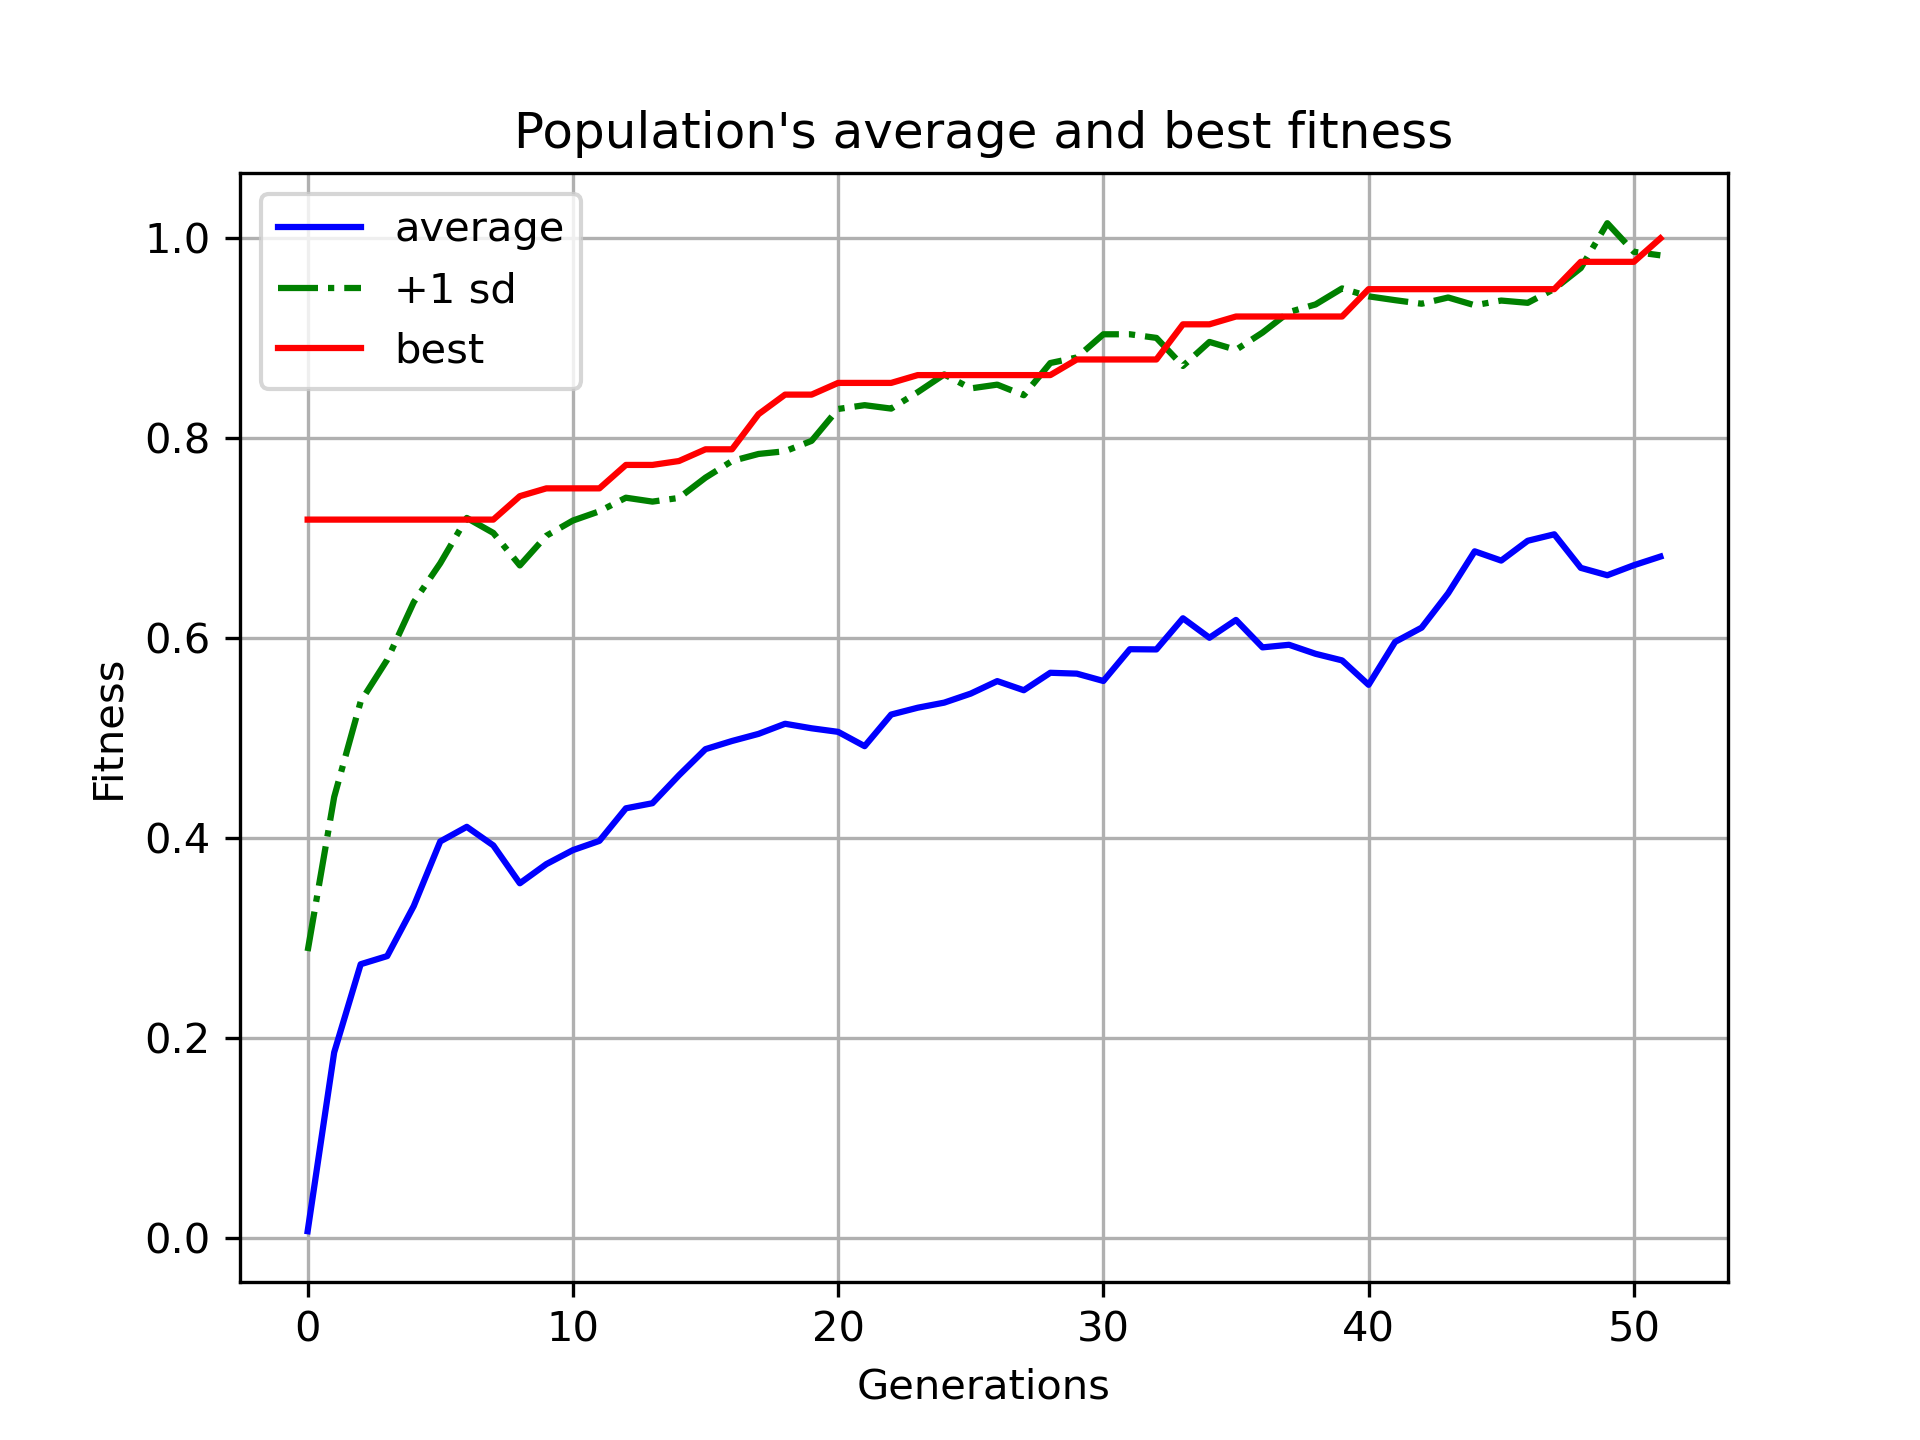 Population's average and best fitness
average
+1 sd
best
1.0
0.8
0.6
0.4
0.2
0.0
Fitness
0 10 20 30 40 50
Generations